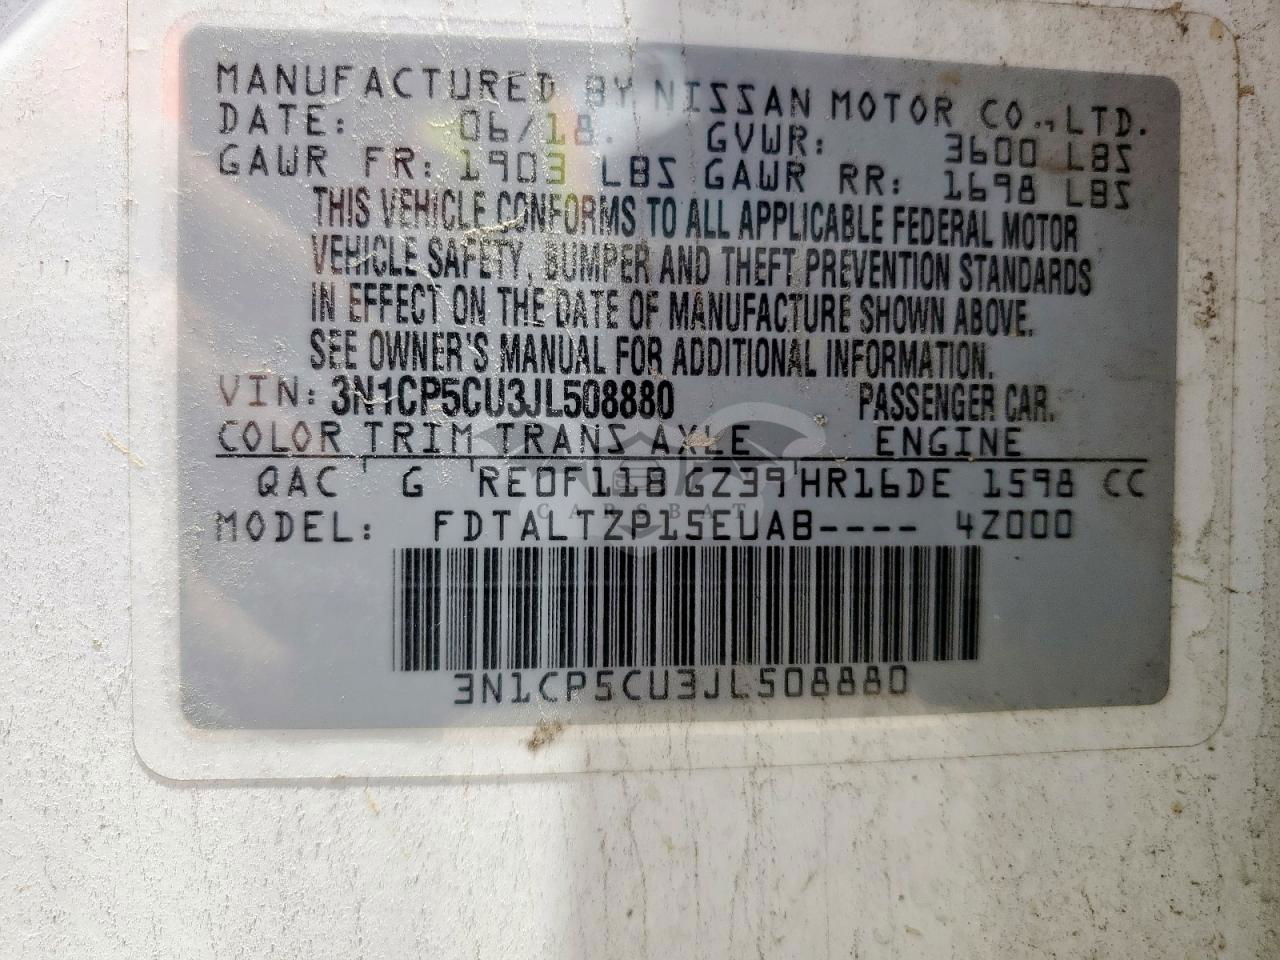 MANUFACTURED BY NISSAN MOTOR CO., LTD.
DATE: 06/18. GVWR: 3600 LBS
GAWR FR: 1903 LBS GAWR RR: 1698 LBS
THIS VEHICLE CONFORMS TO ALL APPLICABLE FEDERAL MOTOR
VEHICLE SAFETY, BUMPER AND THEFT PREVENTION STANDARDS
IN EFFECT ON THE DATE OF MANUFACTURE SHOWN ABOVE.
SEE OWNER'S MANUAL FOR ADDITIONAL INFORMATION.
VIN: 3N1CP5CU3JL508880 PASSENGER CAR.
COLOR TRIM TRANS AXLE ENGINE
QAC G RE0F11B GZ39 HR16DE 1598 CC
CARSBAT
MODEL: FDTALTZP15EUAB---- 4Z000
3N1CP5CU3JL508880